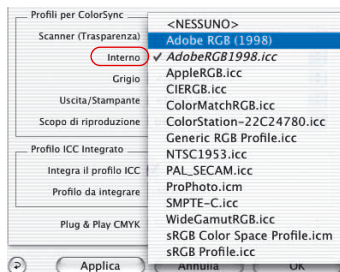 Profili per ColorSync
Scanner (Trasparenza)
Interno
Grigio
Uscita/Stampante
Scopo di riproduzione
Profilo ICC Integrato
Integra il profilo ICC
Profilo da integrare
Plug & Play CMYK
<NESSUNO>
Adobe RGB (1998)
✓ AdobeRGB1998.icc
AppleRGB.icc
CIERGB.icc
ColorMatchRGB.icc
ColorStation-22C24780.icc
Generic RGB Profile.icc
NTSC1953.icc
PAL_SECAM.icc
ProPhoto.icm
SMPTE-C.icc
WideGamutRGB.icc
sRGB Color Space Profile.icm
sRGB Profile.icc
Applica
Annulla
OK